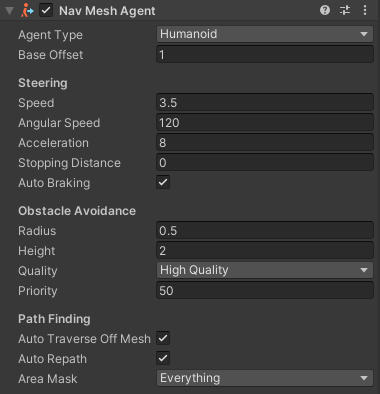 Nav Mesh Agent
Agent Type Humanoid
Base Offset 1
Steering
Speed 3.5
Angular Speed 120
Acceleration 8
Stopping Distance 0
Auto Braking
Obstacle Avoidance
Radius 0.5
Height 2
Quality High Quality
Priority 50
Path Finding
Auto Traverse Off Mesh
Auto Repath
Area Mask Everything